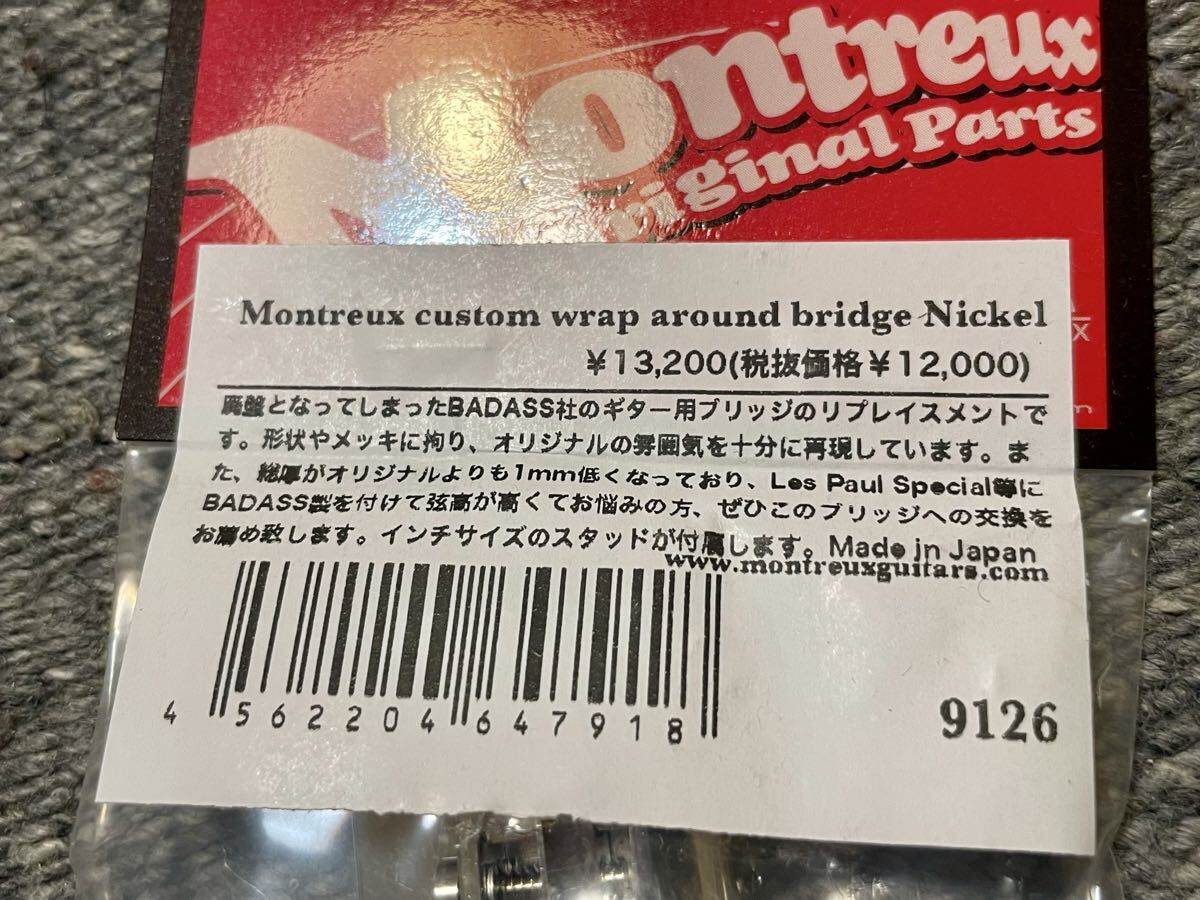 Montreux
Original Parts
Montreux custom wrap around bridge Nickel
¥13,200(税抜価格¥12,000)
廃盤となってしまったBADASS社のギター用ブリッジのリプレイスメントで
す。形状やメッキに拘り、オリジナルの雰囲気を十分に再現しています。ま
た、総厚がオリジナルよりも1mm低くなっており、Les Paul Special等に
BADASS製を付けて弦高が高くてお悩みの方、ぜひこのブリッジへの交換を
お薦め致します。インチサイズのスタッドが付属します。Made in Japan
www.montreuxguitars.com
4 562204 647918
9126